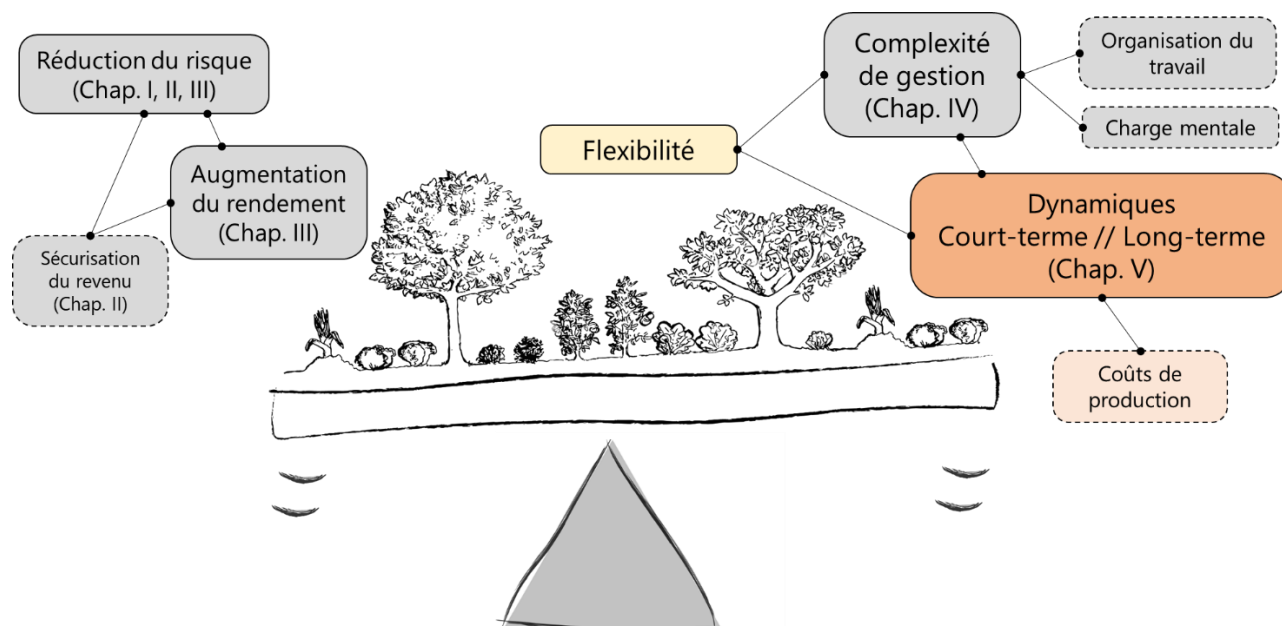 Réduction du risque
(Chap. I, II, III)
Augmentation
du rendement
(Chap. III)
Sécurisation
du revenu
(Chap. II)
Flexibilité
Complexité
de gestion
(Chap. IV)
Organisation du
travail
Charge mentale
Dynamiques
Court-terme // Long-terme
(Chap. V)
Coûts de
production